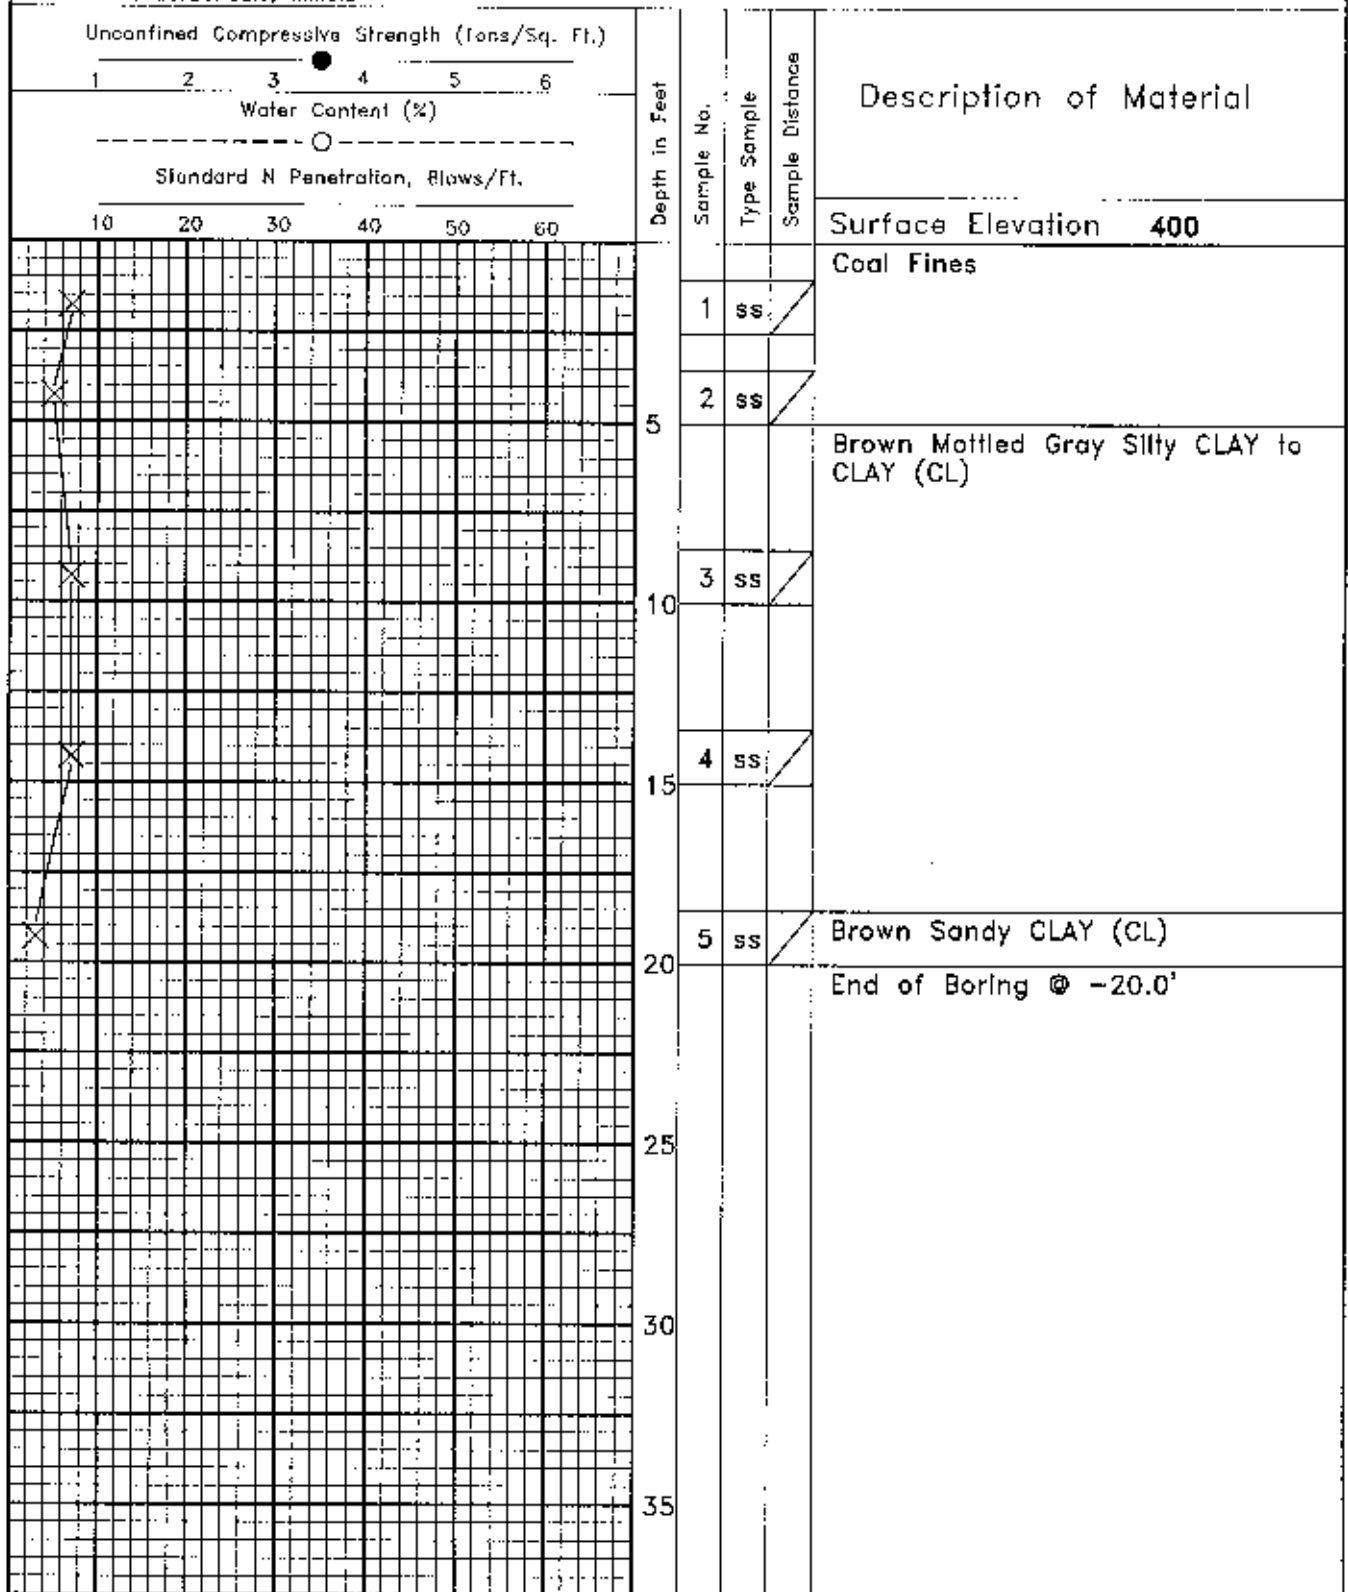 Unconfined Compressive Strength (Tons/Sq. Ft.)
1 2 3 4 5 6
Water Content (%)
Standard N Penetration, Blows/Ft.
10 20 30 40 50 60
Depth in Feet
Sample No.
Type Sample
Sample Distance
Description of Material
Surface Elevation 400
Coal Fines
1 ss
2 ss
5
Brown Mottled Gray Silty CLAY to
CLAY (CL)
3 ss
10
4 ss
15
5 ss
Brown Sandy CLAY (CL)
20
End of Boring @ -20.0'
25
30
35